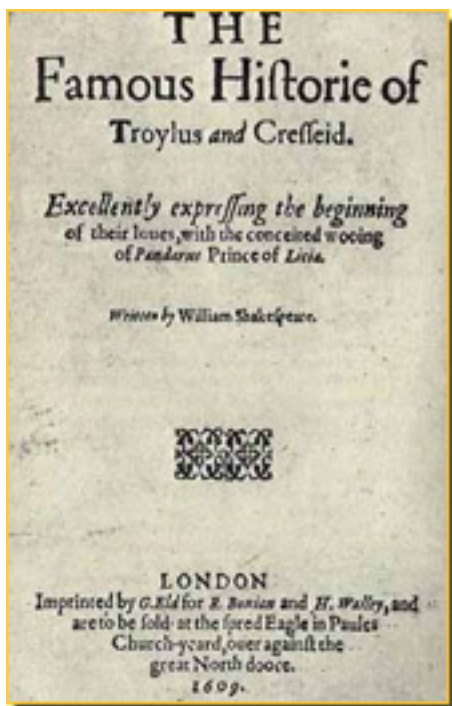 THE
Famous Hiſtorie of
Troylus and Creſſeid.
Excellently expreſſing the beginning
of their loues, with the conceited wooing
of Pandarus Prince of Licia.
Written by William Shakeſpeare.
LONDON
Imprinted by G.Eld for R. Bonian and H. Walley, and
are to be ſold at the ſpred Eagle in Paules
Church-yeard, ouer againſt the
great North doore.
1609.